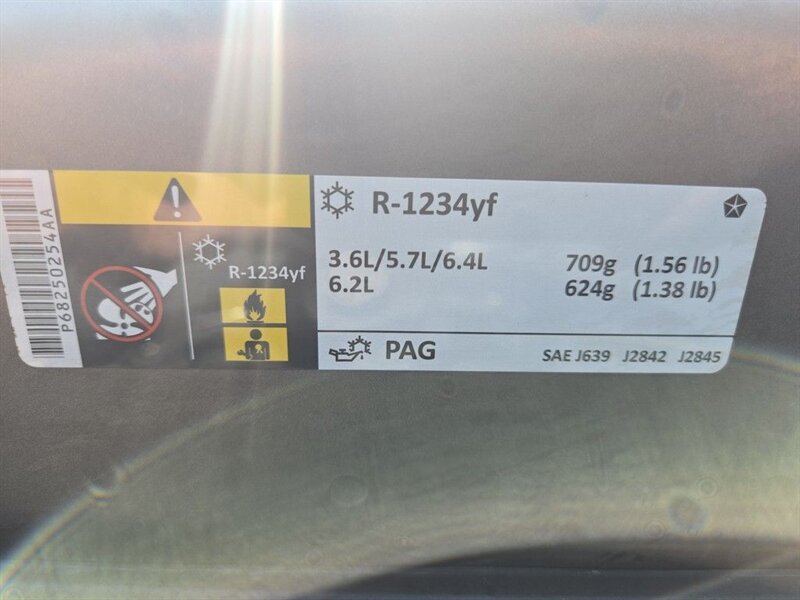 P68250254AA
R-1234yf
R-1234yf
3.6L/5.7L/6.4L 709g (1.56 lb)
6.2L 624g (1.38 lb)
PAG SAE J639 J2842 J2845